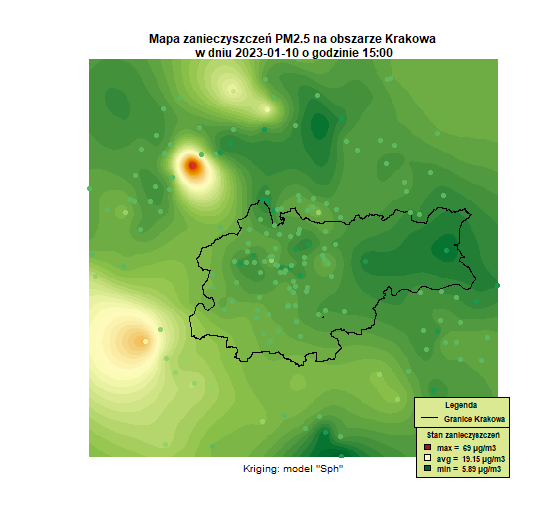 Mapa zanieczyszczeń PM2.5 na obszarze Krakowa
w dniu 2023-01-10 o godzinie 15:00
Legenda
Granice Krakowa
Stan zanieczyszczeń
max = 69 µg/m3
avg = 19.15 µg/m3
min = 5.89 µg/m3
Kriging: model "Sph"